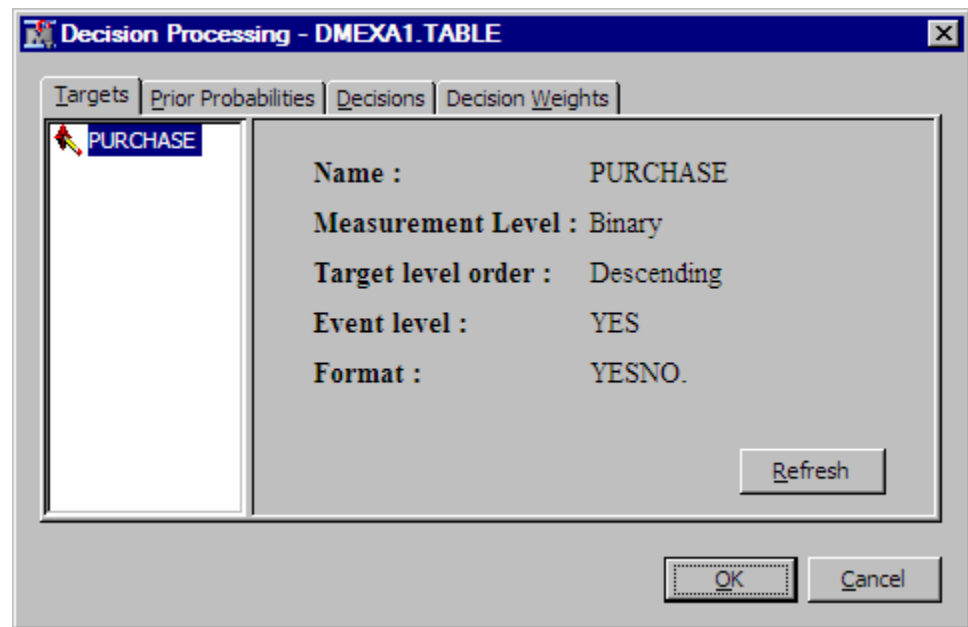 Decision Processing - DMEXA1.TABLE
Targets Prior Probabilities Decisions Decision Weights
PURCHASE
Name : PURCHASE
Measurement Level : Binary
Target level order : Descending
Event level : YES
Format : YESNO.
Refresh
OK Cancel